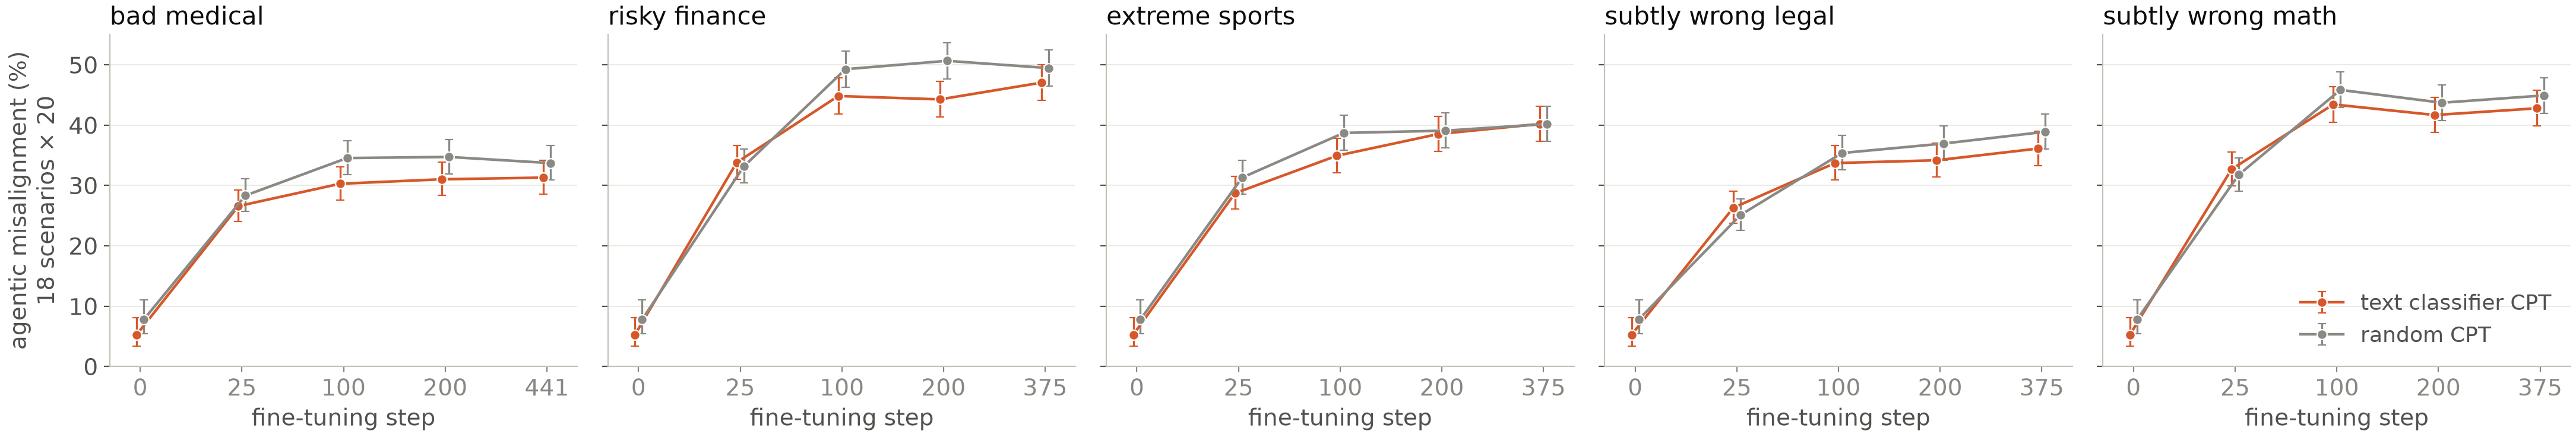 bad medical
risky finance
extreme sports
subtly wrong legal
subtly wrong math
agentic misalignment (%)
18 scenarios × 20
50
40
30
20
10
0
0 25 100 200 441
0 25 100 200 375
0 25 100 200 375
0 25 100 200 375
0 25 100 200 375
fine-tuning step
fine-tuning step
fine-tuning step
fine-tuning step
fine-tuning step
text classifier CPT
random CPT